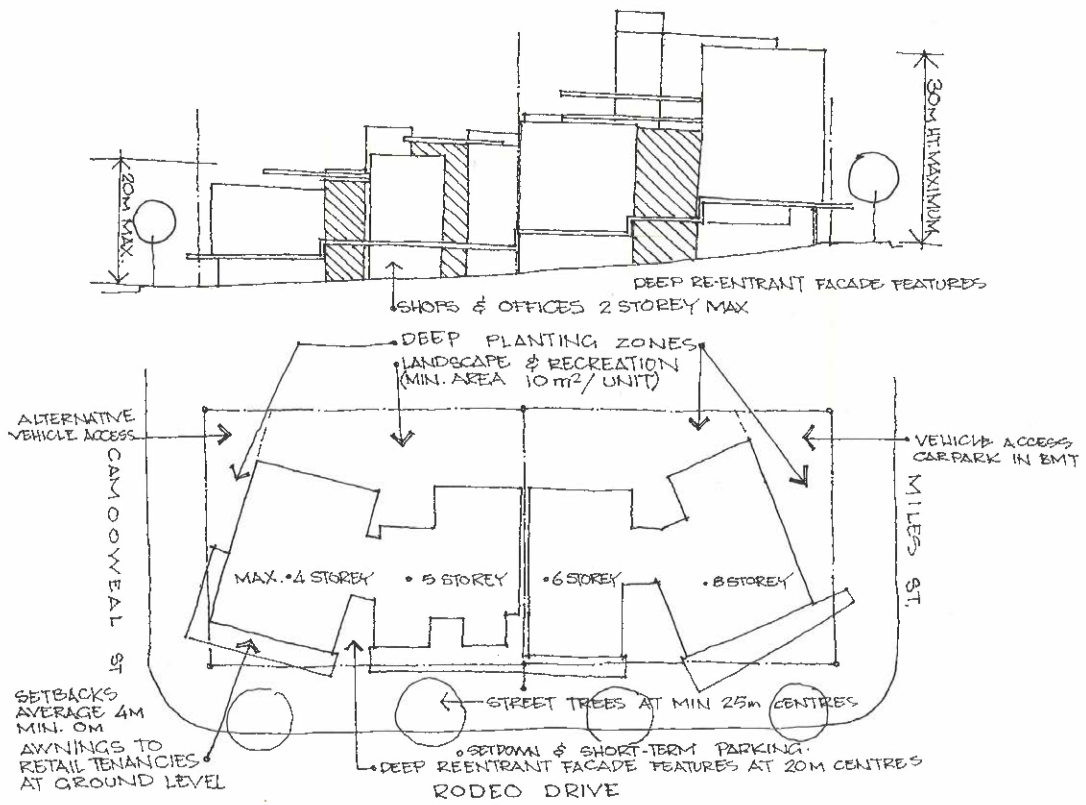 20M MAX.
30M HT. MAXIMUM
DEEP RE-ENTRANT FACADE FEATURES
SHOPS & OFFICES 2 STOREY MAX
DEEP PLANTING ZONES
LANDSCAPE & RECREATION
(MIN. AREA 10m²/UNIT)
ALTERNATIVE
VEHICLE ACCESS
VEHICLE ACCESS
CARPARK IN BMT
CAMOOWEAL ST
MILES ST.
MAX. 4 STOREY
5 STOREY
6 STOREY
8 STOREY
SETBACKS
AVERAGE 4M
MIN. 0M
AWNINGS TO
RETAIL TENANCIES
AT GROUND LEVEL
STREET TREES AT MIN 25m CENTRES
SETDOWN & SHORT-TERM PARKING.
DEEP REENTRANT FACADE FEATURES AT 20M CENTRES
RODEO DRIVE